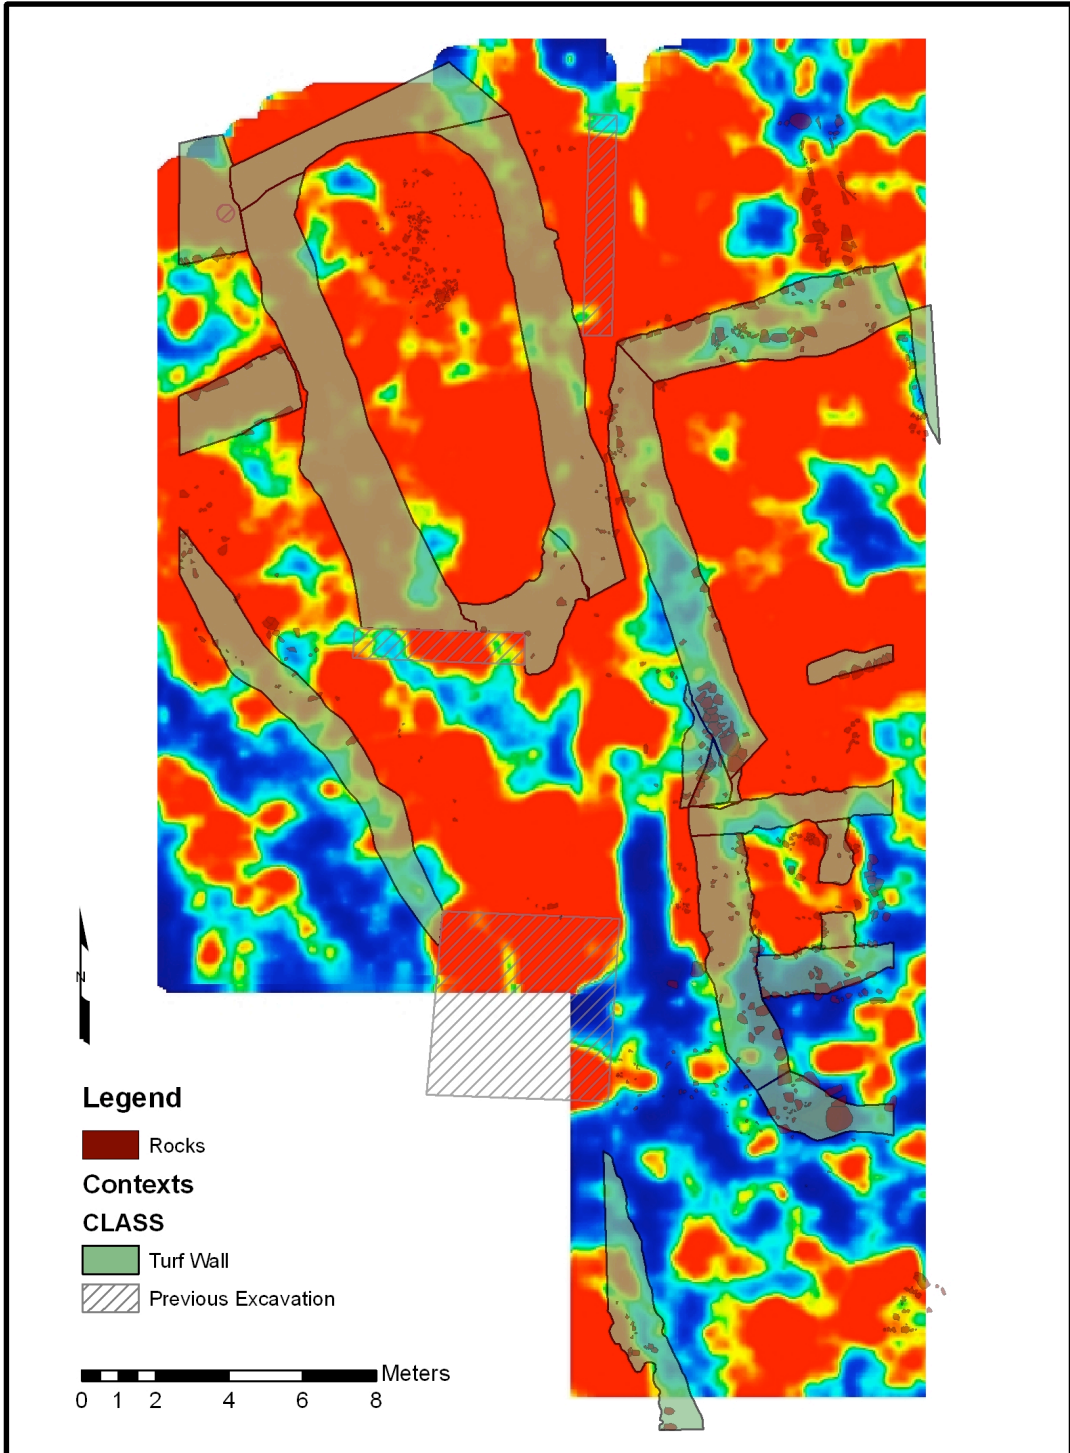 N
Legend
Rocks
Contexts
CLASS
Turf Wall
Previous Excavation
Meters
0 1 2 4 6 8